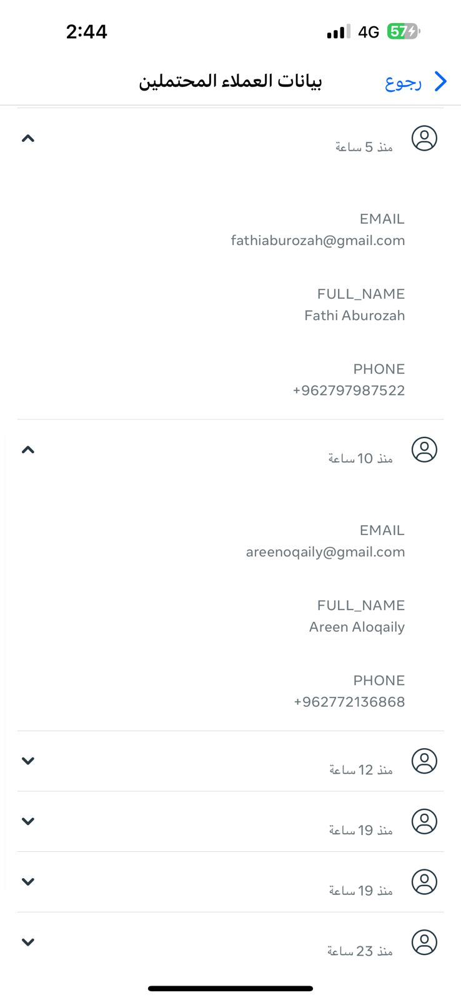 2:44
4G
57
رجوع
بيانات العملاء المحتملين
منذ 5 ساعة
EMAIL
fathiaburozah@gmail.com
FULL_NAME
Fathi Aburozah
PHONE
+962797987522
منذ 10 ساعة
EMAIL
areenoqaily@gmail.com
FULL_NAME
Areen Aloqaily
PHONE
+962772136868
منذ 12 ساعة
منذ 19 ساعة
منذ 19 ساعة
منذ 23 ساعة